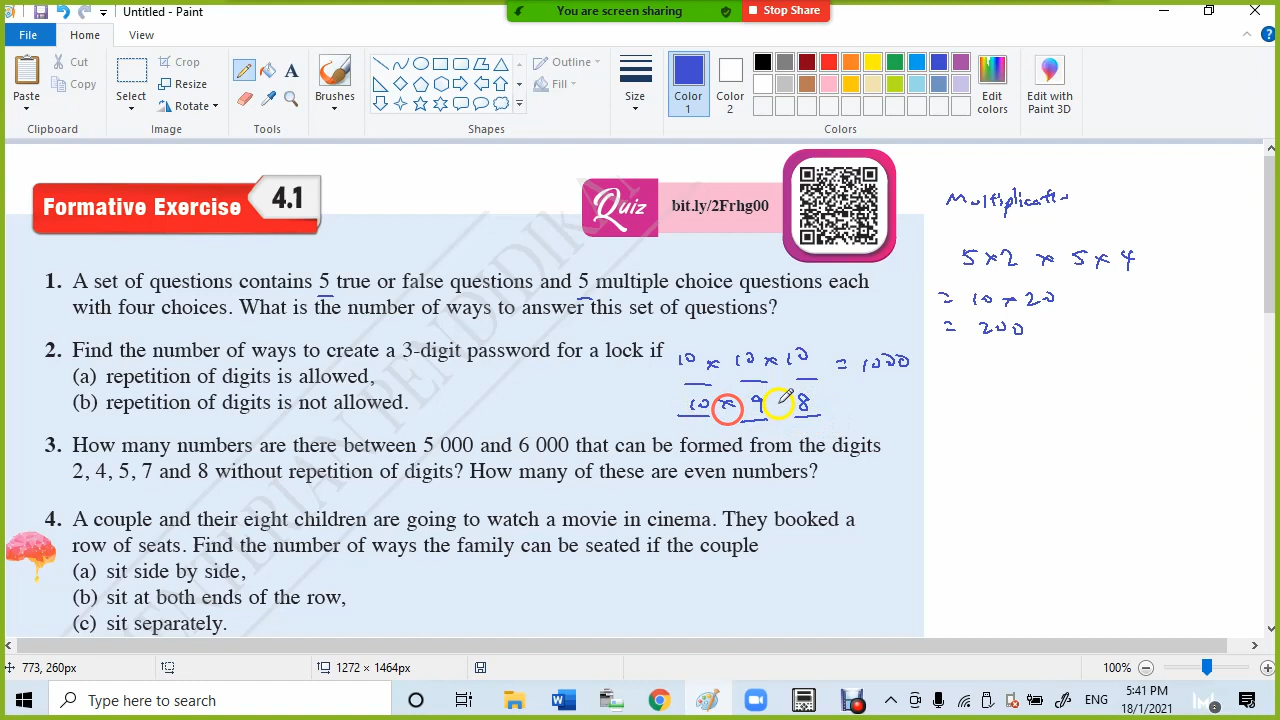 Untitled - Paint
You are screen sharing
Stop Share
File Home View
Paste
Cut
Copy
Clipboard
Select
Crop
Resize
Rotate
Image
Tools
Brushes
Outline
Fill
Shapes
Size
Color 1
Color 2
Colors
Edit colors
Edit with Paint 3D
Formative Exercise 4.1
Quiz bit.ly/2Frhg00
1. A set of questions contains 5 true or false questions and 5 multiple choice questions each
with four choices. What is the number of ways to answer this set of questions?
2. Find the number of ways to create a 3-digit password for a lock if
(a) repetition of digits is allowed,
(b) repetition of digits is not allowed.
10 × 10 × 10 = 1000
10 × 9 8
3. How many numbers are there between 5 000 and 6 000 that can be formed from the digits
2, 4, 5, 7 and 8 without repetition of digits? How many of these are even numbers?
4. A couple and their eight children are going to watch a movie in cinema. They booked a
row of seats. Find the number of ways the family can be seated if the couple
(a) sit side by side,
(b) sit at both ends of the row,
(c) sit separately.
5×2 × 5×4
= 10 × 20
= 200
773, 260px
1272 × 1464px
100%
Type here to search
ENG
5:41 PM
18/1/2021